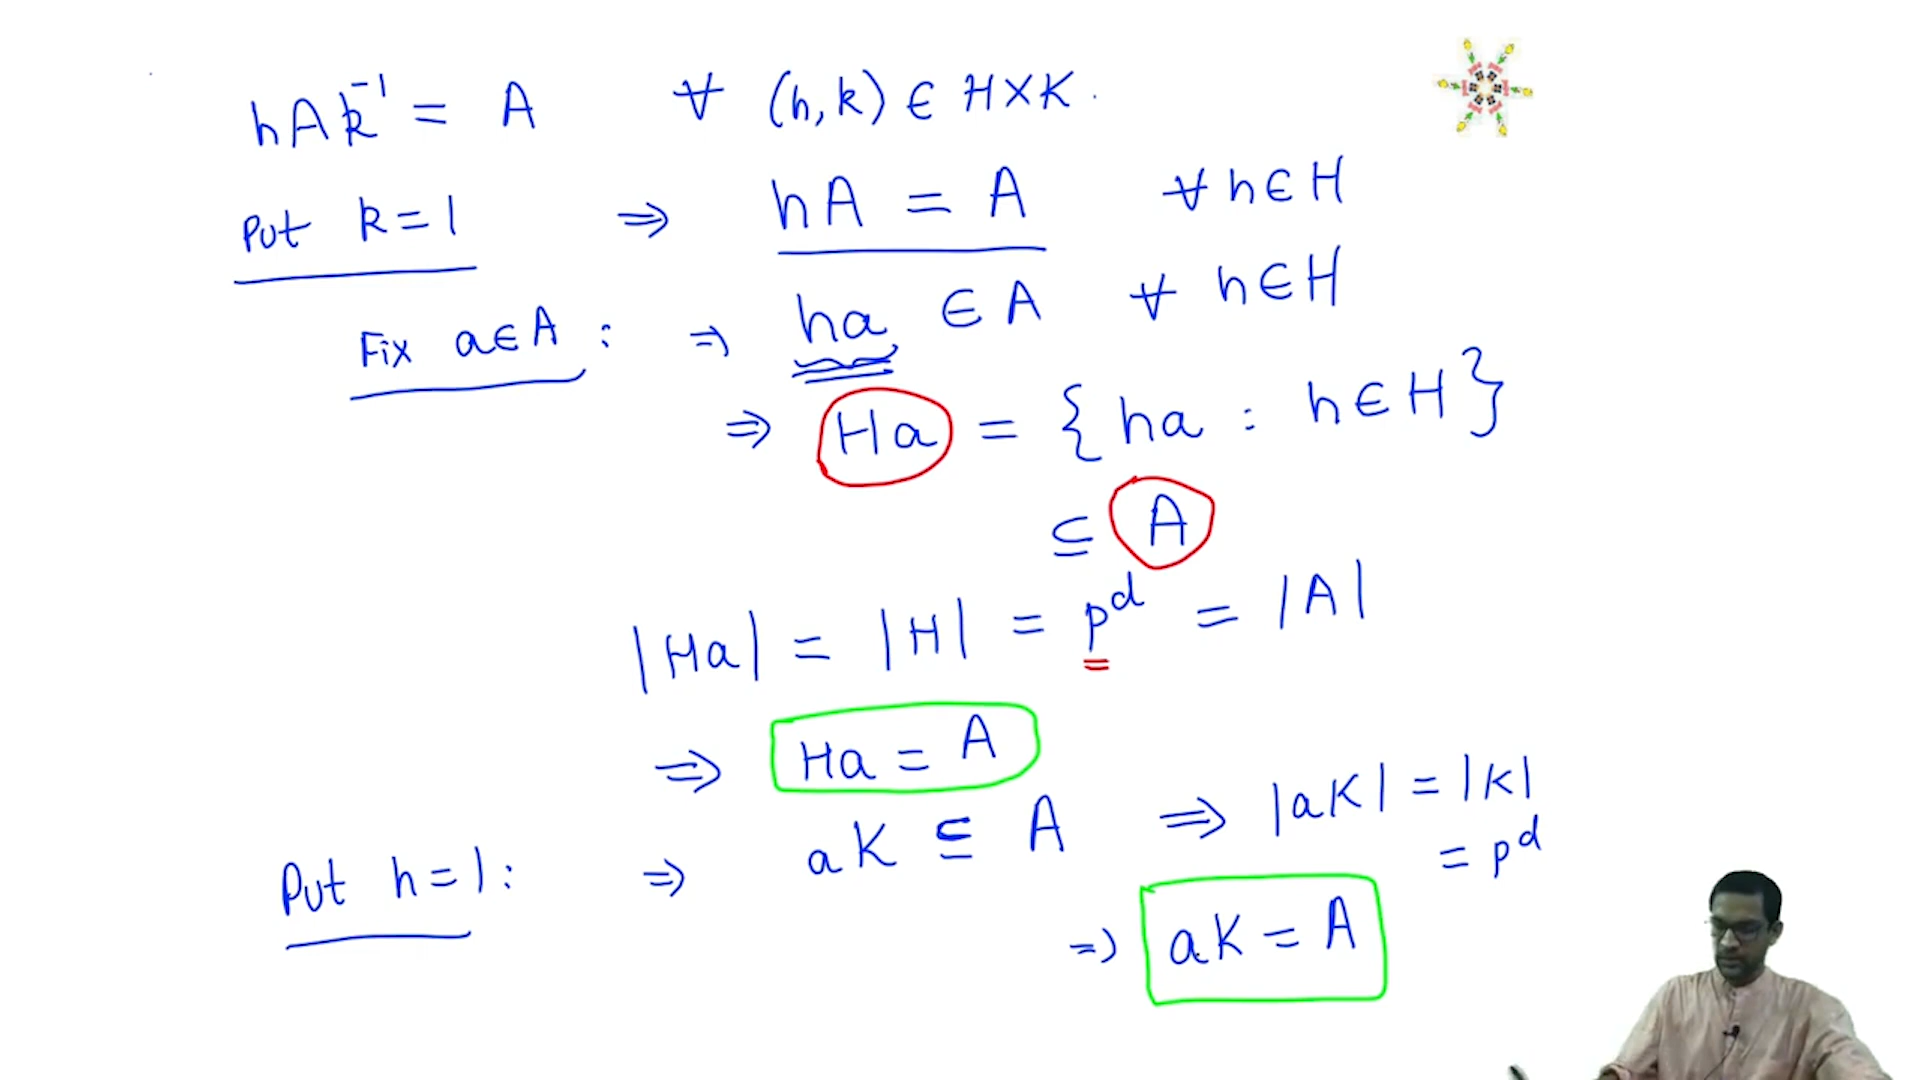 hAk⁻¹ = A ∀ (h,k) ∈ H×K.
Put k=1 ⇒ hA = A ∀ h∈H
Fix a∈A : ⇒ ha ∈ A ∀ h∈H
⇒ Ha = {ha : h∈H}
⊆ A
|Ha| = |H| = p^d = |A|
⇒ Ha = A
Put h=1: ⇒ aK ⊆ A ⇒ |aK| = |K|
= p^d
⇒ aK = A